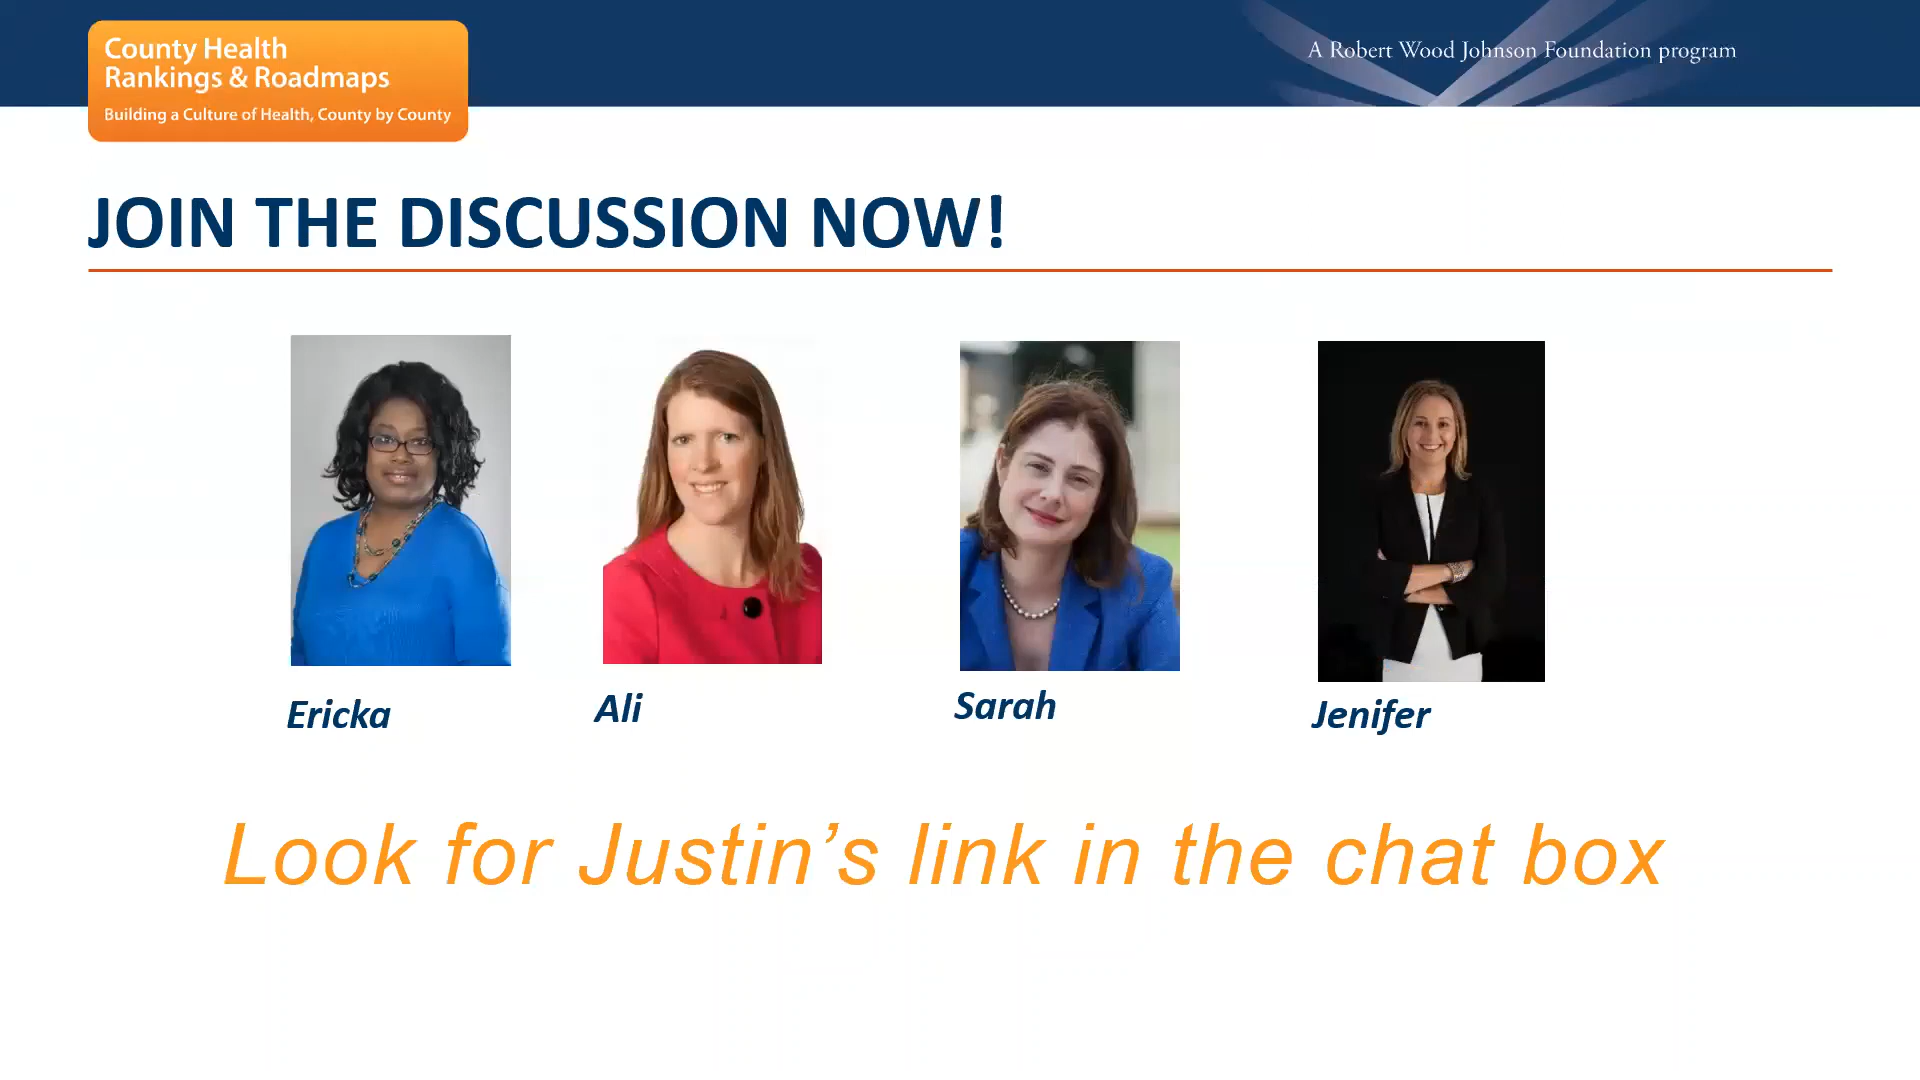 County Health
Rankings & Roadmaps
Building a Culture of Health, County by County
A Robert Wood Johnson Foundation program
JOIN THE DISCUSSION NOW!
Ericka
Ali
Sarah
Jenifer
Look for Justin’s link in the chat box